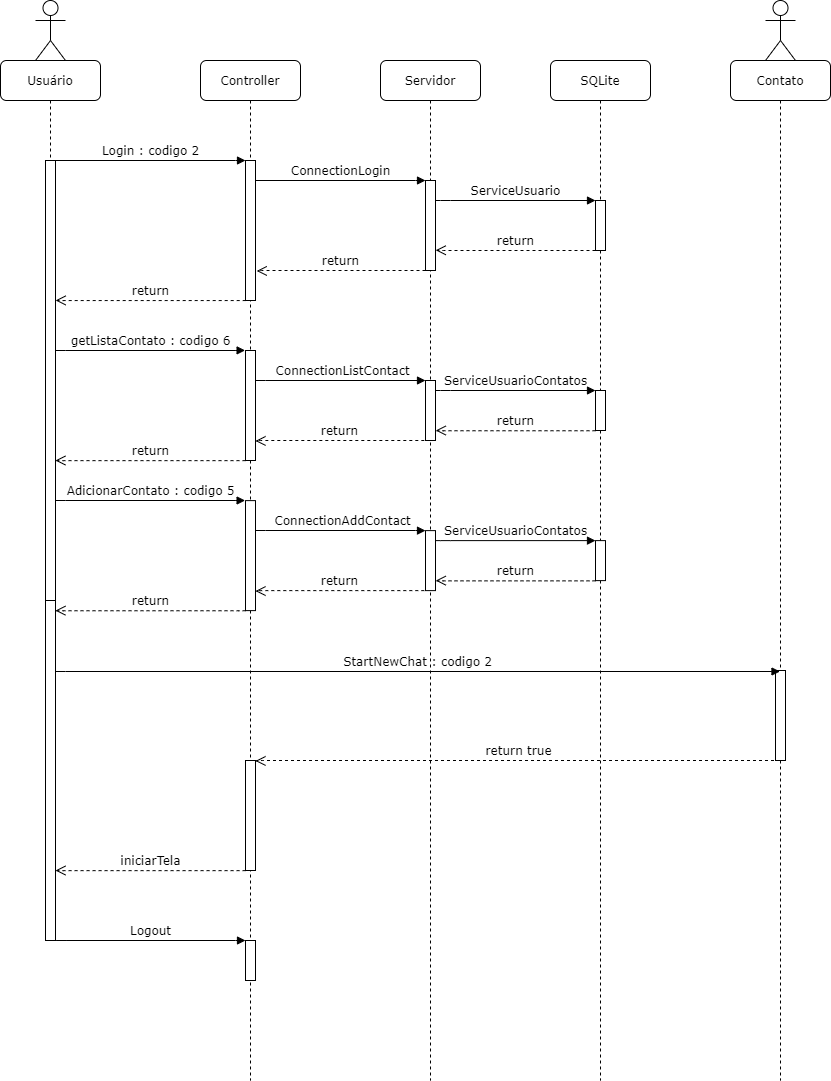 Usuário
Controller
Servidor
SQLite
Contato
Login : codigo 2
ConnectionLogin
ServiceUsuario
return
return
return
getListaContato : codigo 6
ConnectionListContact
ServiceUsuarioContatos
return
return
return
AdicionarContato : codigo 5
ConnectionAddContact
ServiceUsuarioContatos
return
return
return
StartNewChat : codigo 2
return true
iniciarTela
Logout